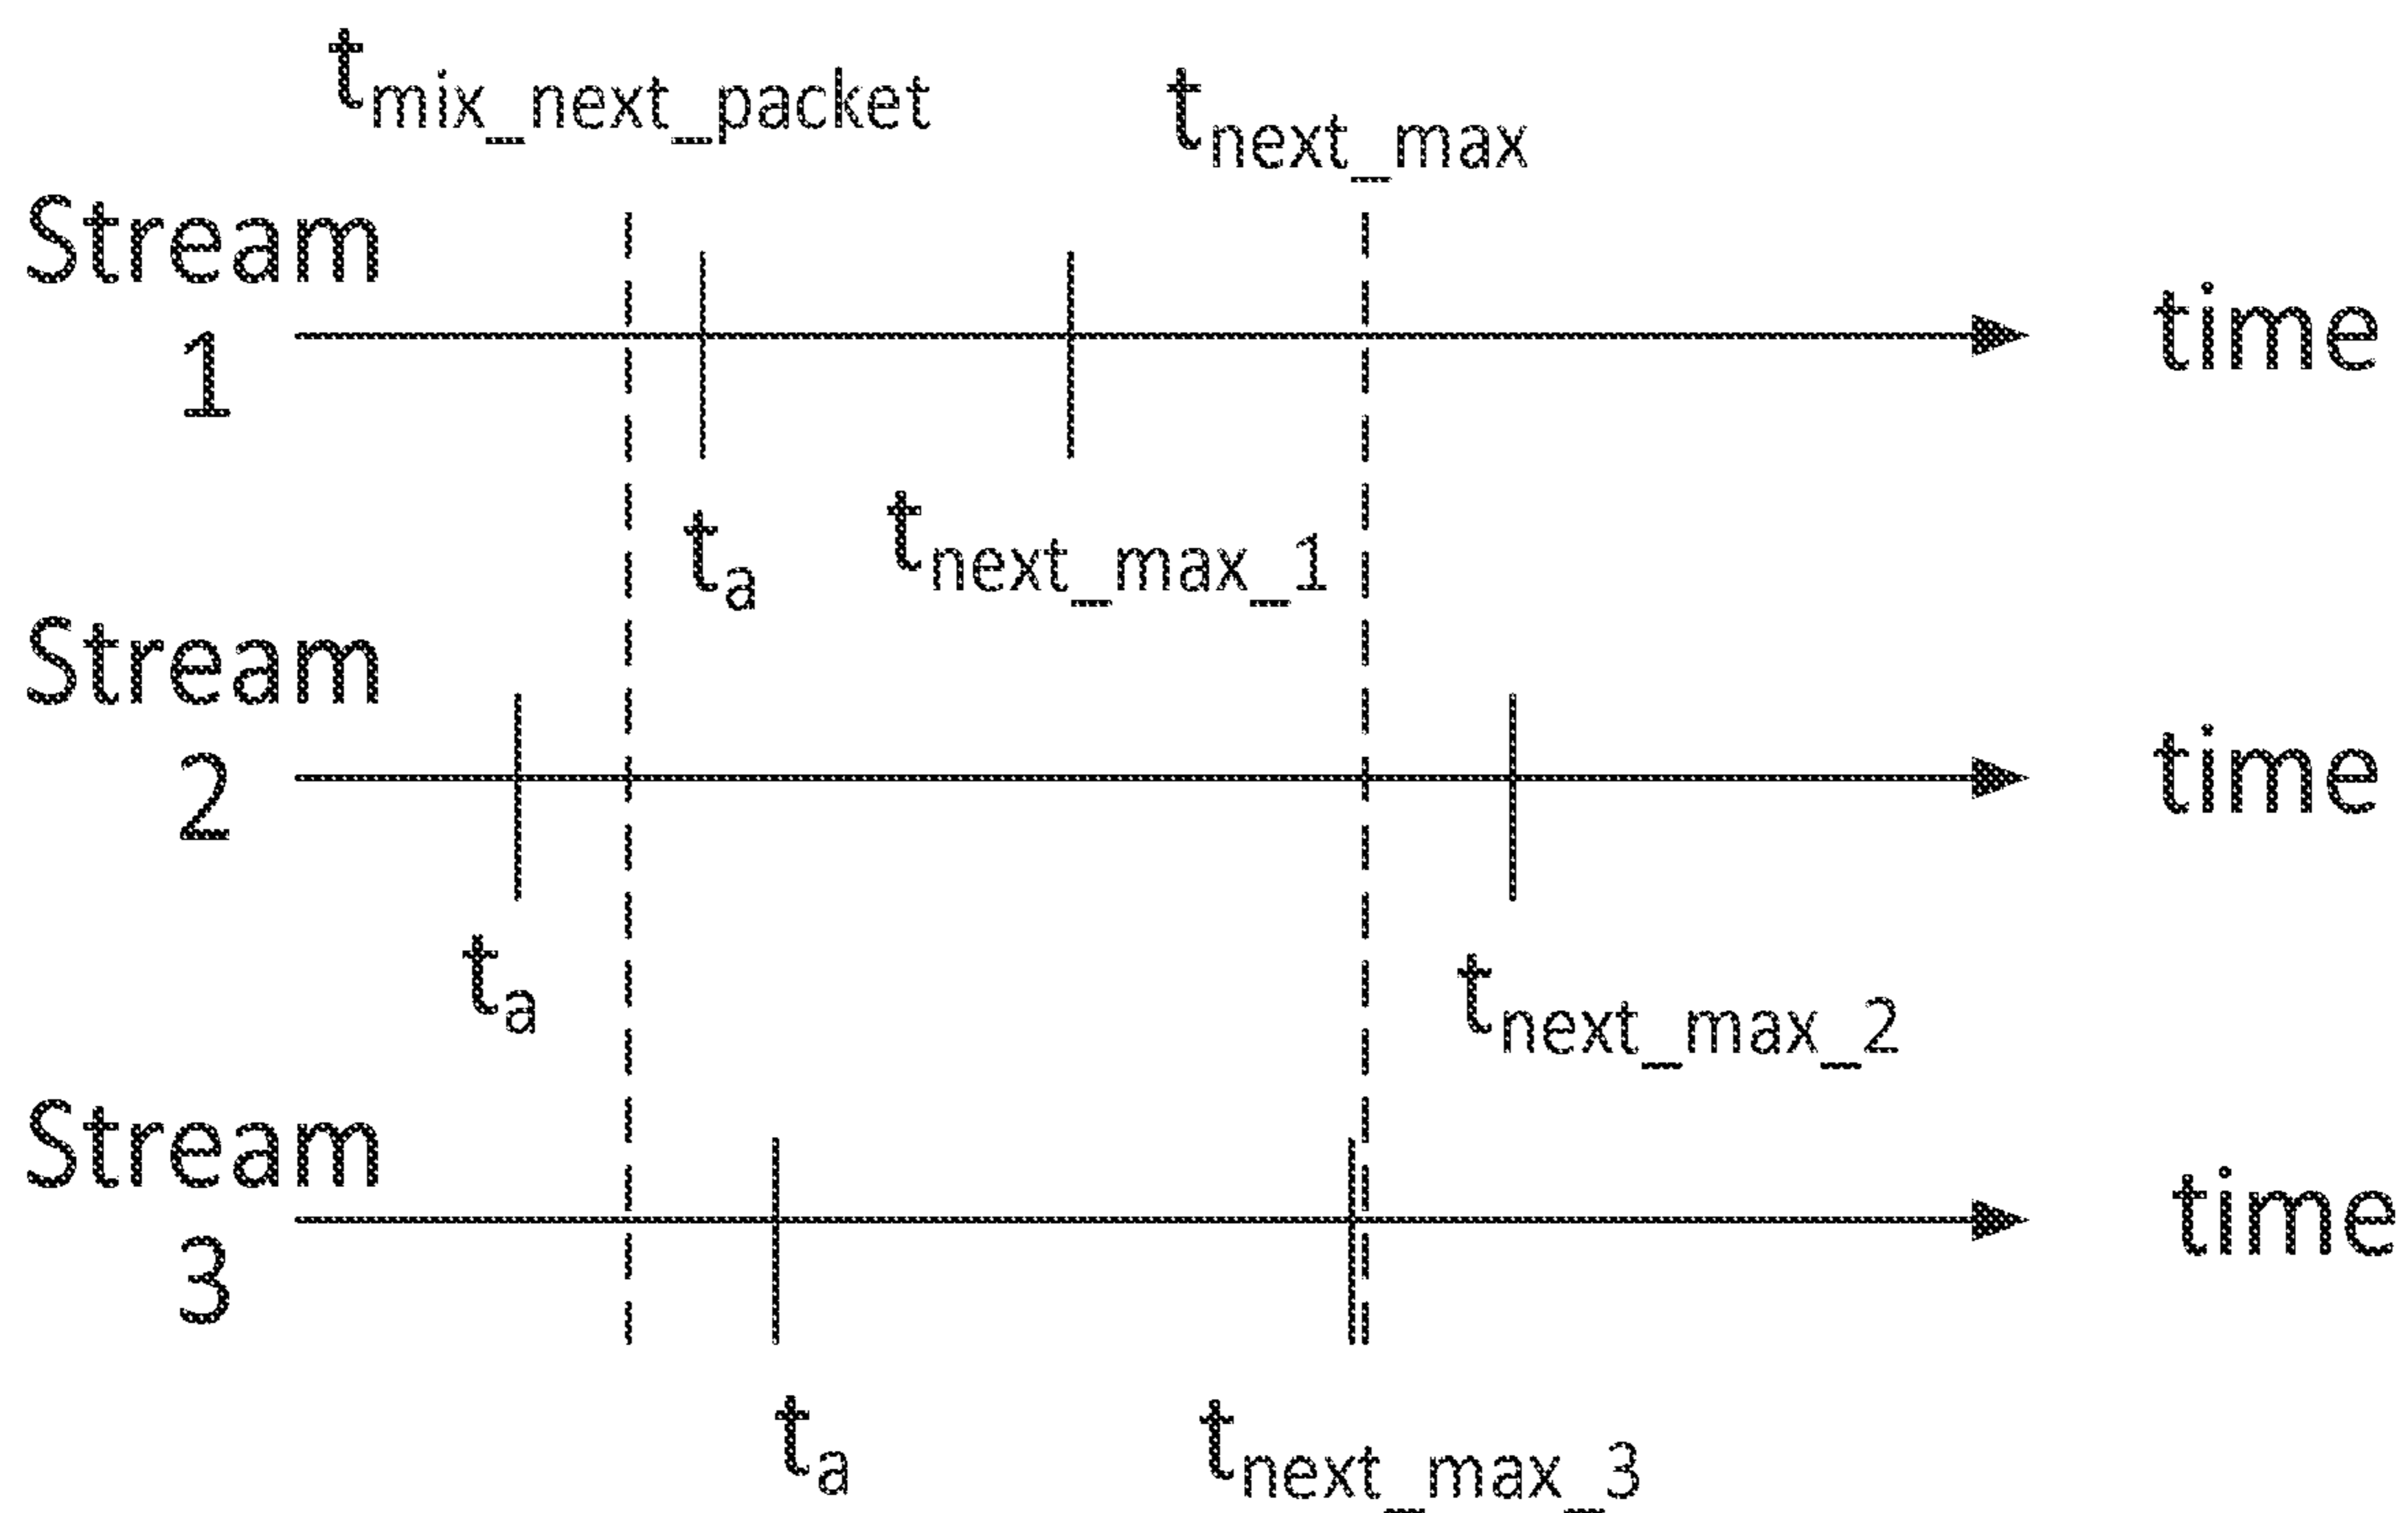 t_mix_next_packet
t_next_max
Stream
1
time
t_a
t_next_max_1
Stream
2
time
t_a
t_next_max_2
Stream
3
time
t_a
t_next_max_3